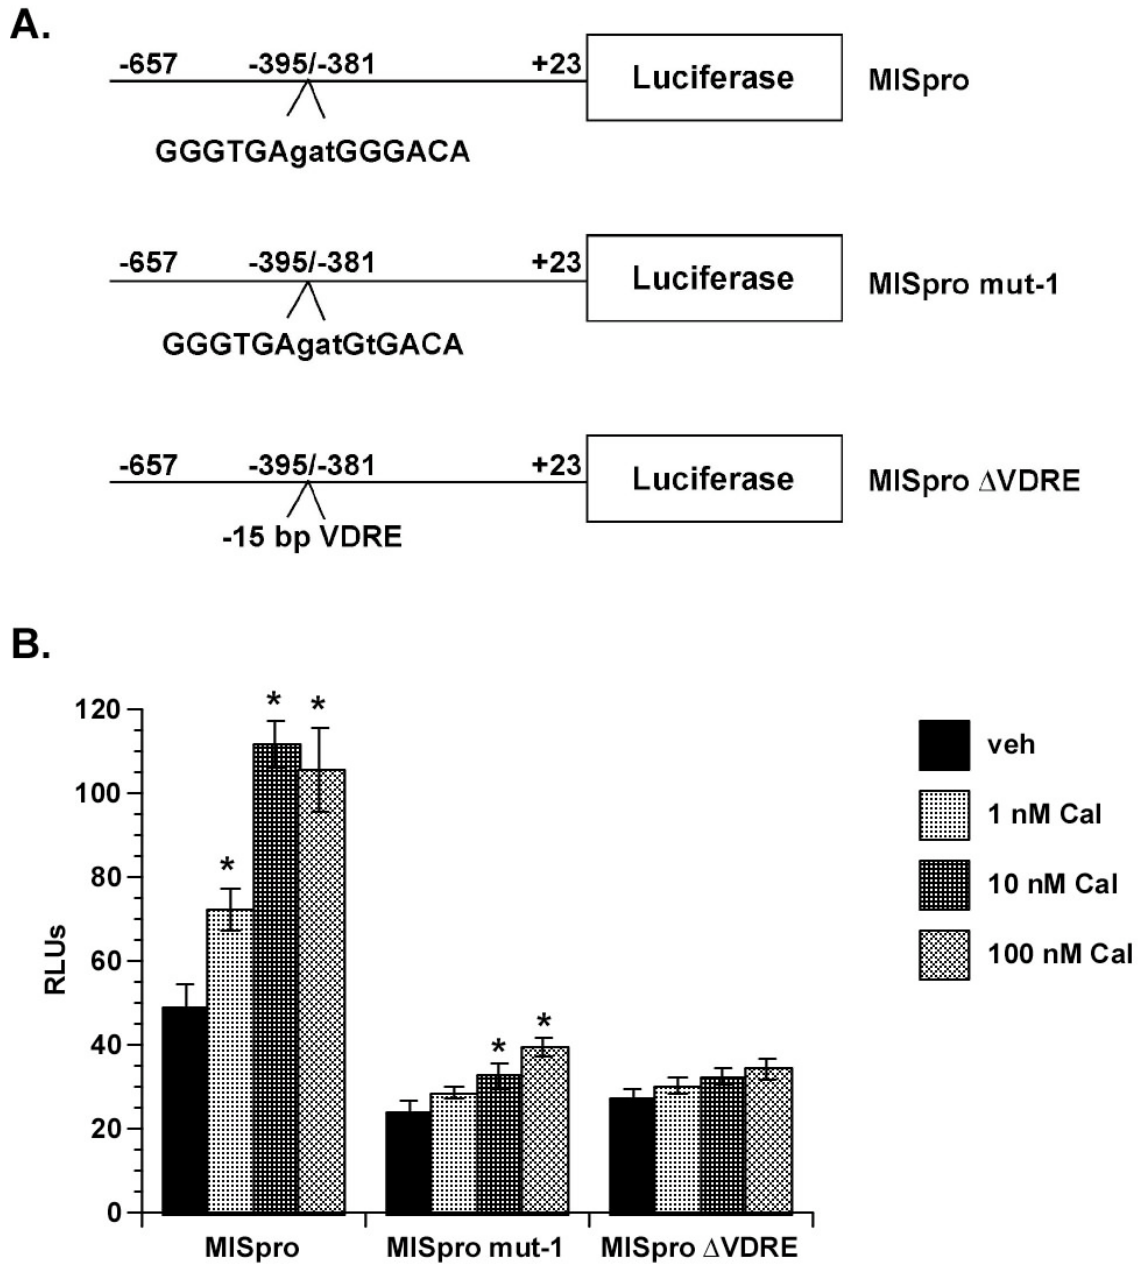 A.
-657 -395/-381 +23 Luciferase MISpro
GGGTGAgatGGGACA
-657 -395/-381 +23 Luciferase MISpro mut-1
GGGTGAgatGtGACA
-657 -395/-381 +23 Luciferase MISpro ΔVDRE
-15 bp VDRE
B.
120
100
80
60
40
20
0
RLUs
* * *
* *
veh
1 nM Cal
10 nM Cal
100 nM Cal
MISpro MISpro mut-1 MISpro ΔVDRE